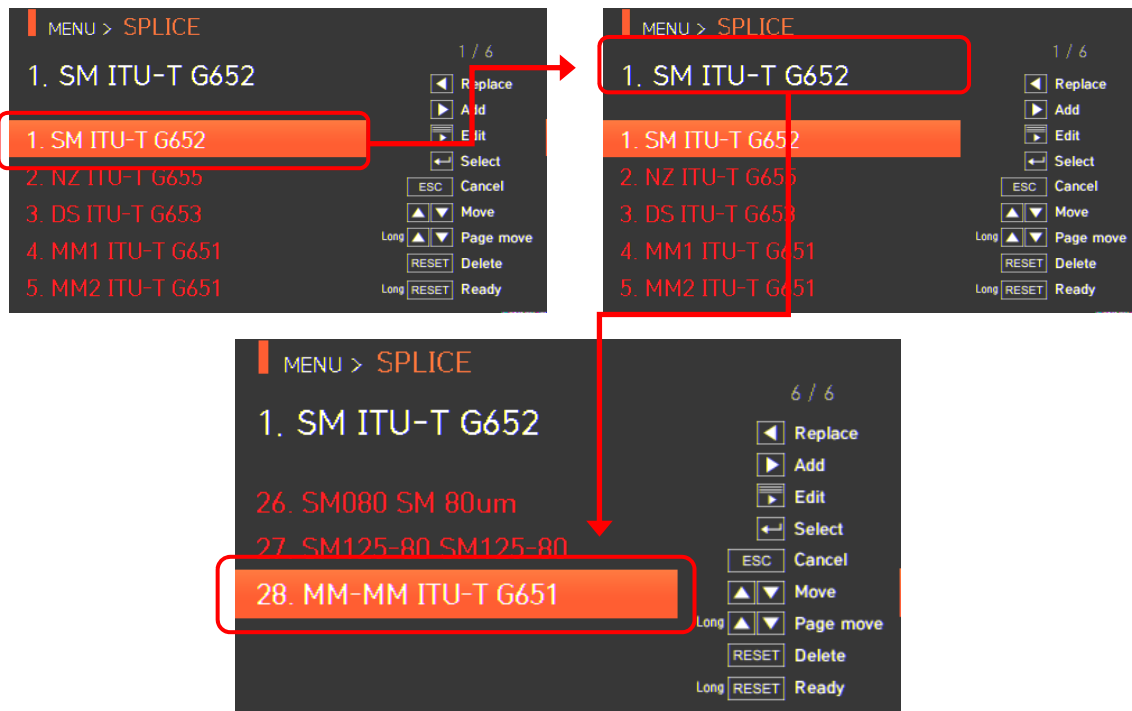 MENU > SPLICE
1 / 6
1. SM ITU-T G652
Replace
Add
1. SM ITU-T G652
Edit
Select
2. NZ ITU-T G655
ESC Cancel
3. DS ITU-T G653
Move
4. MM1 ITU-T G651
Long Page move
RESET Delete
5. MM2 ITU-T G651
Long RESET Ready
MENU > SPLICE
1 / 6
1. SM ITU-T G652
Replace
Add
1. SM ITU-T G652
Edit
Select
2. NZ ITU-T G655
ESC Cancel
3. DS ITU-T G653
Move
4. MM1 ITU-T G651
Long Page move
RESET Delete
5. MM2 ITU-T G651
Long RESET Ready
MENU > SPLICE
6 / 6
1. SM ITU-T G652
Replace
Add
26. SM080 SM 80um
Edit
Select
27. SM125-80 SM125-80
ESC Cancel
28. MM-MM ITU-T G651
Move
Long Page move
RESET Delete
Long RESET Ready